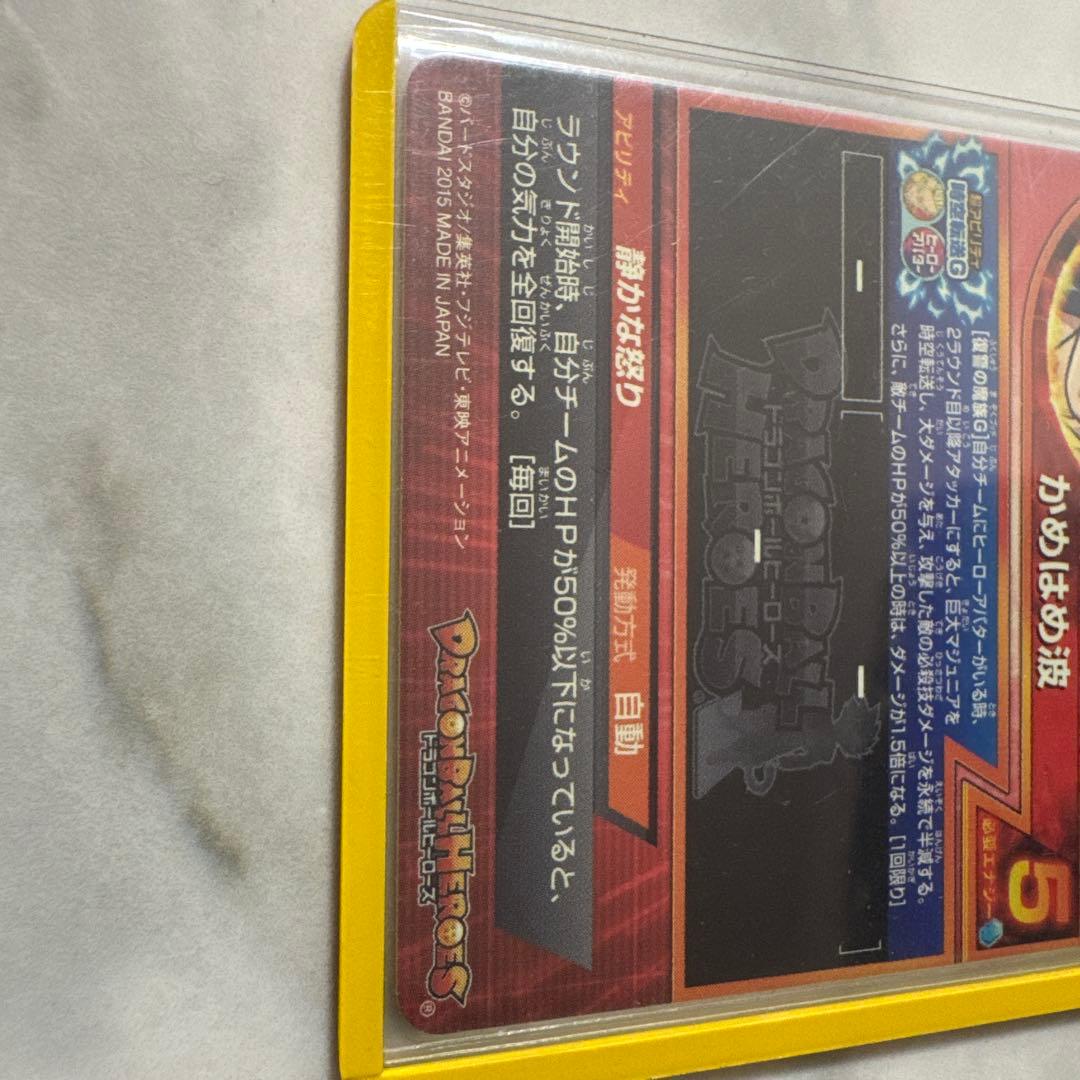 かめはめ波
必要エナジー
5
超アビリティ
時空転送G
ヒーロー
アバター
[復讐の魔族G]自分チームにヒーローアバターがいる時、
2ラウンド目以降アタッカーにすると、巨大マジュニアを
時空転送し、大ダメージを与え、攻撃した敵の必殺技ダメージを永続で半減する。
さらに、敵チームのHPが50%以上の時は、ダメージが1.5倍になる。[1回限り]
DRAGONBALL
HEROES
ドラゴンボールヒーローズ
アビリティ 静かな怒り 発動方式 自動
ラウンド開始時、自分チームのHPが50%以下になっていると、
自分の気力を全回復する。 [毎回]
©バードスタジオ/集英社・フジテレビ・東映アニメーション
BANDAI 2015 MADE IN JAPAN
DRAGONBALL HEROES®
ドラゴンボールヒーローズ